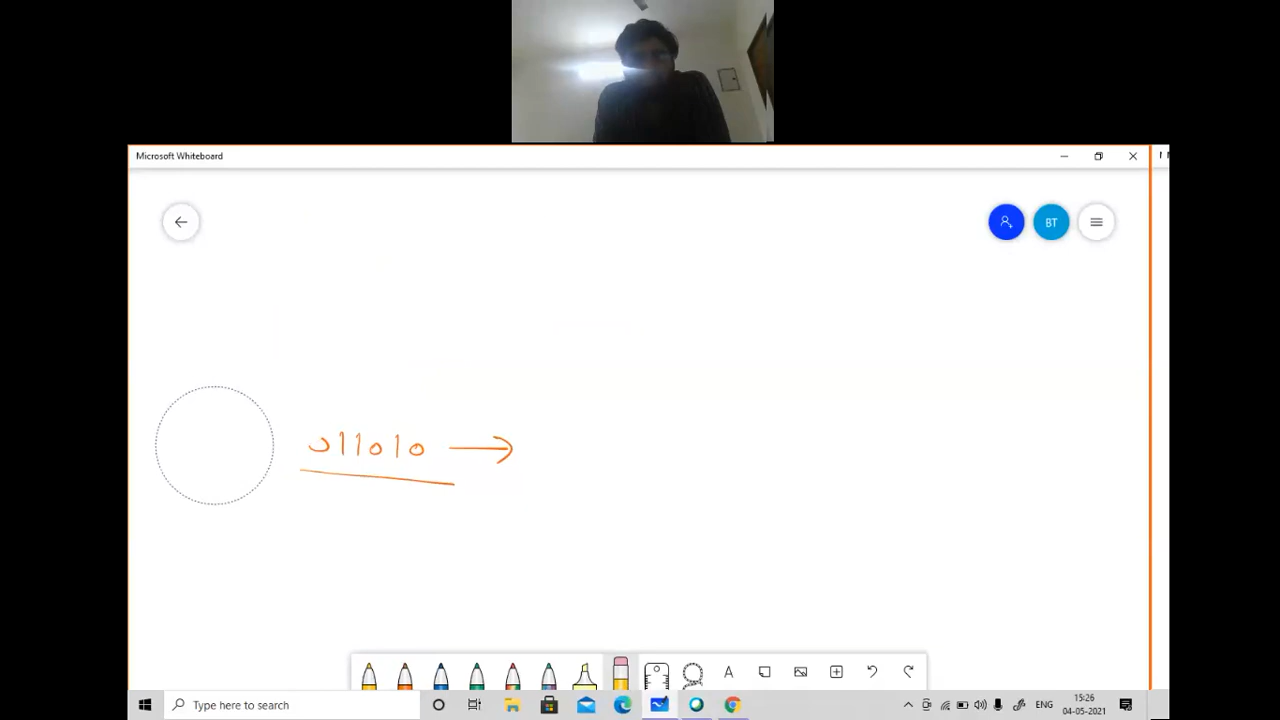 Microsoft Whiteboard
BT
011010 →
A
Type here to search
ENG
15:26
04-05-2021